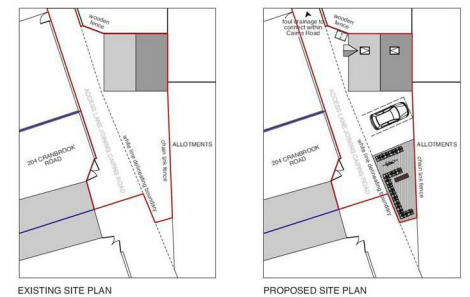 wooden
fence
ACCESS LANE JOINING CAIRNS ROAD
white line delineating boundary
chain link fence
ALLOTMENTS
204 CRANBROOK
ROAD
EXISTING SITE PLAN
foul drainage to
connect within
Cairns Road
wooden
fence
ACCESS LANE JOINING CAIRNS ROAD
white line delineating boundary
chain link fence
ALLOTMENTS
204 CRANBROOK
ROAD
PROPOSED SITE PLAN